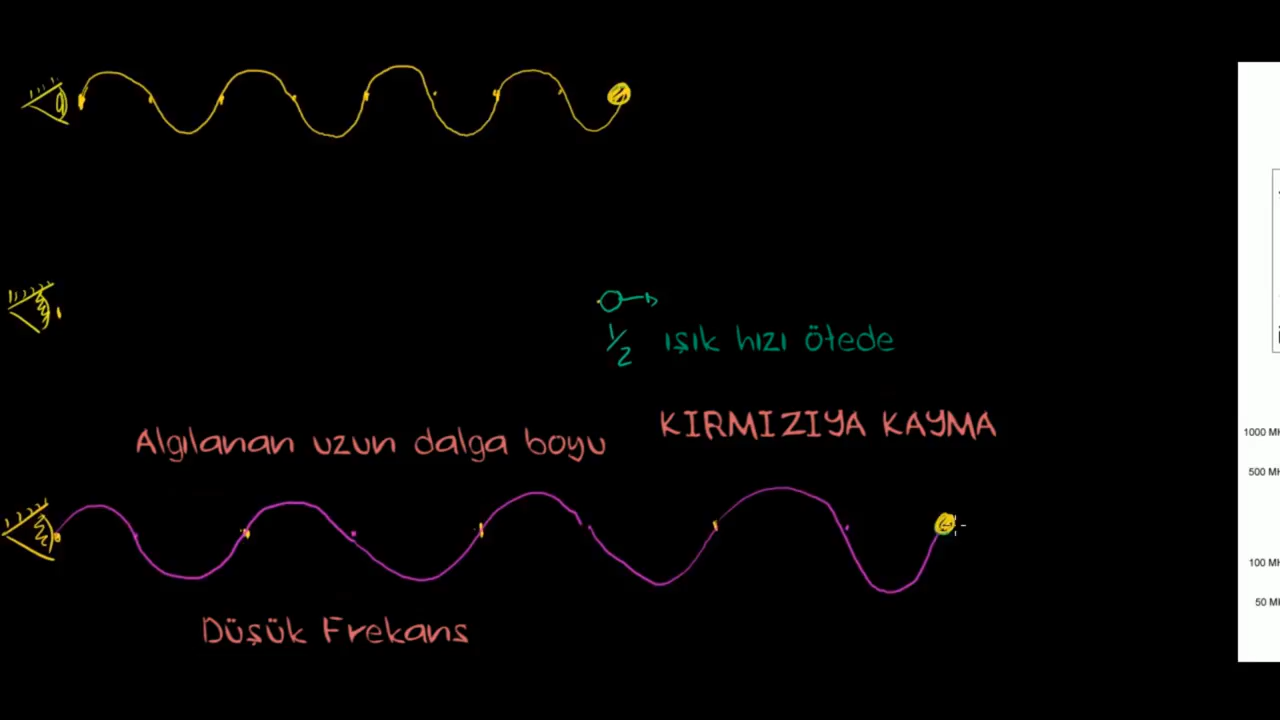 1/2 ışık hızı ötede
Algılanan uzun dalga boyu
KIRMIZIYA KAYMA
Düşük Frekans
1000 MH
500 MH
100 MH
50 MH